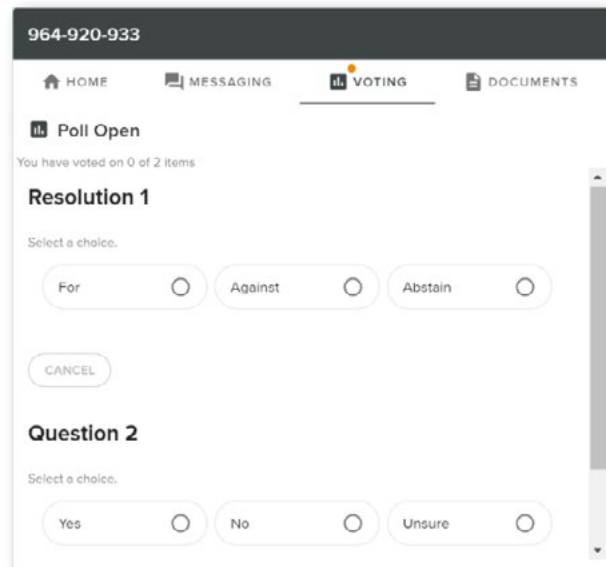 964-920-933
HOME MESSAGING VOTING DOCUMENTS
Poll Open
You have voted on 0 of 2 items
Resolution 1
Select a choice.
For Against Abstain
CANCEL
Question 2
Select a choice.
Yes No Unsure